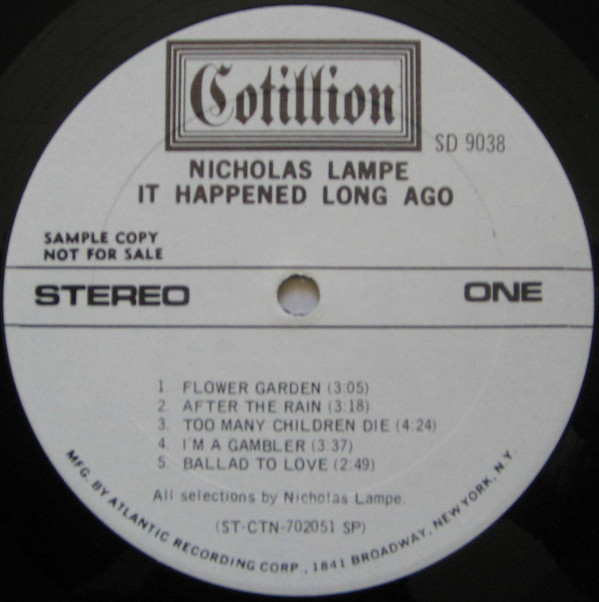 Cotillion
SD 9038
NICHOLAS LAMPE
IT HAPPENED LONG AGO
SAMPLE COPY
NOT FOR SALE
STEREO
ONE
1. FLOWER GARDEN (3:05)
2. AFTER THE RAIN (3:18)
3. TOO MANY CHILDREN DIE (4:24)
4. I'M A GAMBLER (3:37)
5. BALLAD TO LOVE (2:49)
All selections by Nicholas Lampe.
(ST-CTN-702051 SP)
MFG. BY ATLANTIC RECORDING CORP., 1841 BROADWAY, NEW YORK, N.Y.